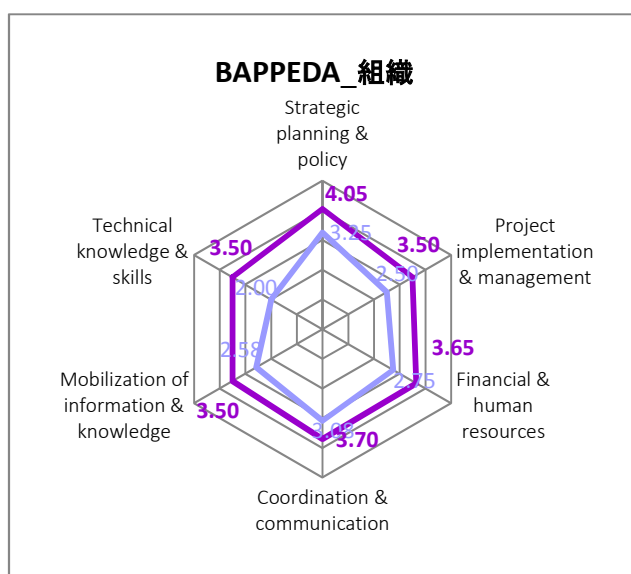 BAPPEDA_組織
Strategic
planning &
policy
4.05
3.25
Technical
knowledge &
skills
3.50
2.00
Project
implementation
& management
3.50
2.50
Mobilization of
information &
knowledge
3.50
2.58
Financial &
human
resources
3.65
2.75
3.70
Coordination &
communication